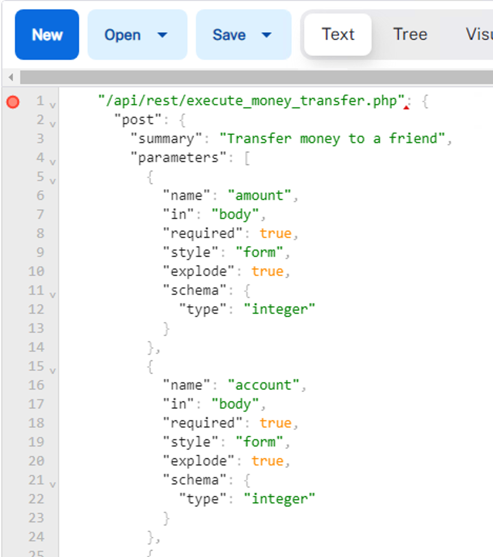 New Open Save Text Tree Visu
1 "/api/rest/execute_money_transfer.php": {
2 "post": {
3 "summary": "Transfer money to a friend",
4 "parameters": [
5 {
6 "name": "amount",
7 "in": "body",
8 "required": true,
9 "style": "form",
10 "explode": true,
11 "schema": {
12 "type": "integer"
13 }
14 },
15 {
16 "name": "account",
17 "in": "body",
18 "required": true,
19 "style": "form",
20 "explode": true,
21 "schema": {
22 "type": "integer"
23 }
24 },
25 {